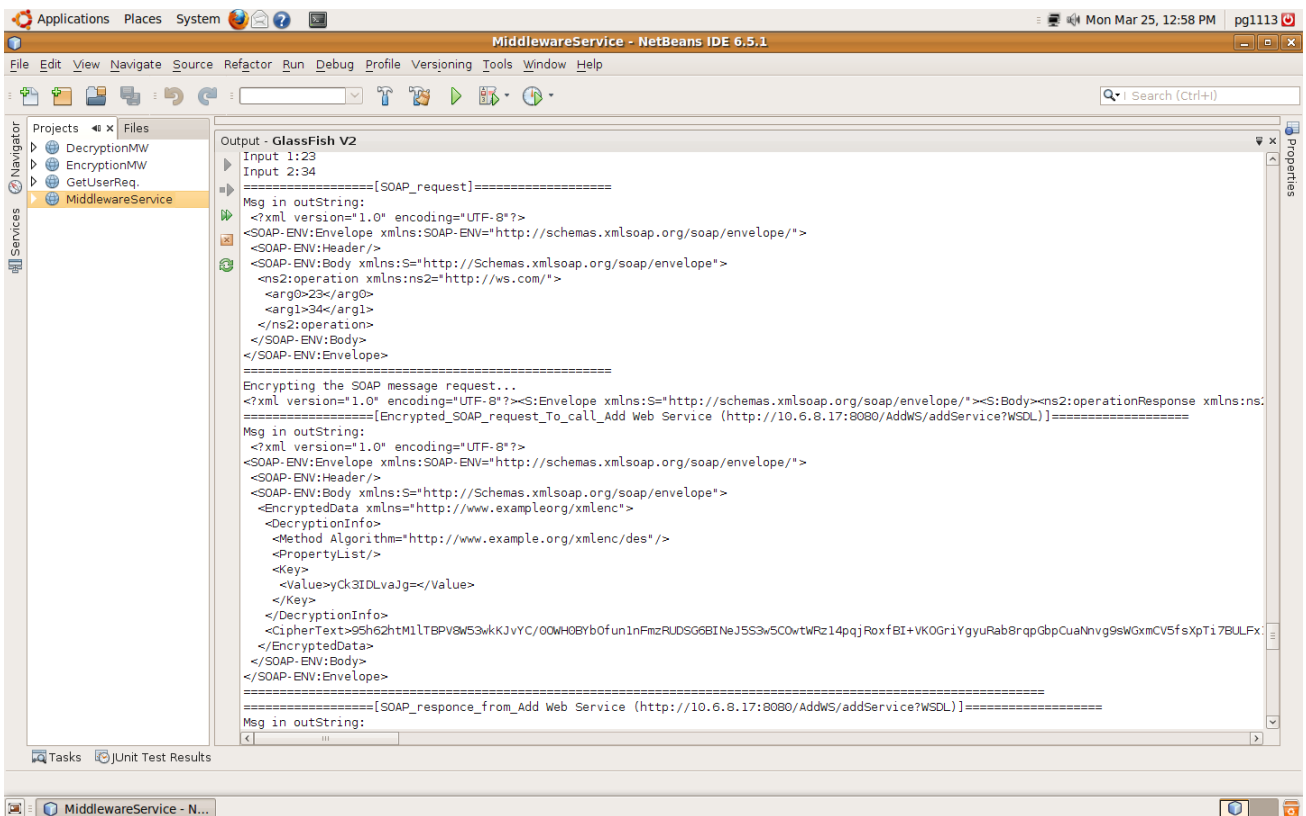 Applications Places System Mon Mar 25, 12:58 PM pg1113
MiddlewareService - NetBeans IDE 6.5.1
File Edit View Navigate Source Refactor Run Debug Profile Versioning Tools Window Help
Search (Ctrl+I)
Projects Files
Navigator
Services
Properties
DecryptionMW
EncryptionMW
GetUserReq.
MiddlewareService
Output - GlassFish V2
Input 1:23
Input 2:34
==================[SOAP_request]===================
Msg in outString:
<?xml version="1.0" encoding="UTF-8"?>
<SOAP-ENV:Envelope xmlns:SOAP-ENV="http://schemas.xmlsoap.org/soap/envelope/">
<SOAP-ENV:Header/>
<SOAP-ENV:Body xmlns:S="http://Schemas.xmlsoap.org/soap/envelope">
<ns2:operation xmlns:ns2="http://ws.com/">
<arg0>23</arg0>
<arg1>34</arg1>
</ns2:operation>
</SOAP-ENV:Body>
</SOAP-ENV:Envelope>
===================================================
Encrypting the SOAP message request...
<?xml version="1.0" encoding="UTF-8"?><S:Envelope xmlns:S="http://schemas.xmlsoap.org/soap/envelope/"><S:Body><ns2:operationResponse xmlns:ns2
==================[Encrypted_SOAP_request_To_call_Add Web Service (http://10.6.8.17:8080/AddWS/addService?WSDL)]===================
Msg in outString:
<?xml version="1.0" encoding="UTF-8"?>
<SOAP-ENV:Envelope xmlns:SOAP-ENV="http://schemas.xmlsoap.org/soap/envelope/">
<SOAP-ENV:Header/>
<SOAP-ENV:Body xmlns:S="http://Schemas.xmlsoap.org/soap/envelope">
<EncryptedData xmlns="http://www.exampleorg/xmlenc">
<DecryptionInfo>
<Method Algorithm="http://www.example.org/xmlenc/des"/>
<PropertyList/>
<Key>
<Value>yCk3IDLvaJg=</Value>
</Key>
</DecryptionInfo>
<CipherText>95h62htM1lTBPV8W53wkKJvYC/0OWH0BYbOfun1nFmzRUDSG6BINeJ5S3w5COwtWRz14pqjRoxfBI+VKOGriYgyuRab8rqpGbpCuaNnvg9sWGxmCV5fsXpTi7BULFx
</EncryptedData>
</SOAP-ENV:Body>
</SOAP-ENV:Envelope>
===============================================================================================================
==================[SOAP_responce_from_Add Web Service (http://10.6.8.17:8080/AddWS/addService?WSDL)]===================
Msg in outString:
Tasks JUnit Test Results
MiddlewareService - N...